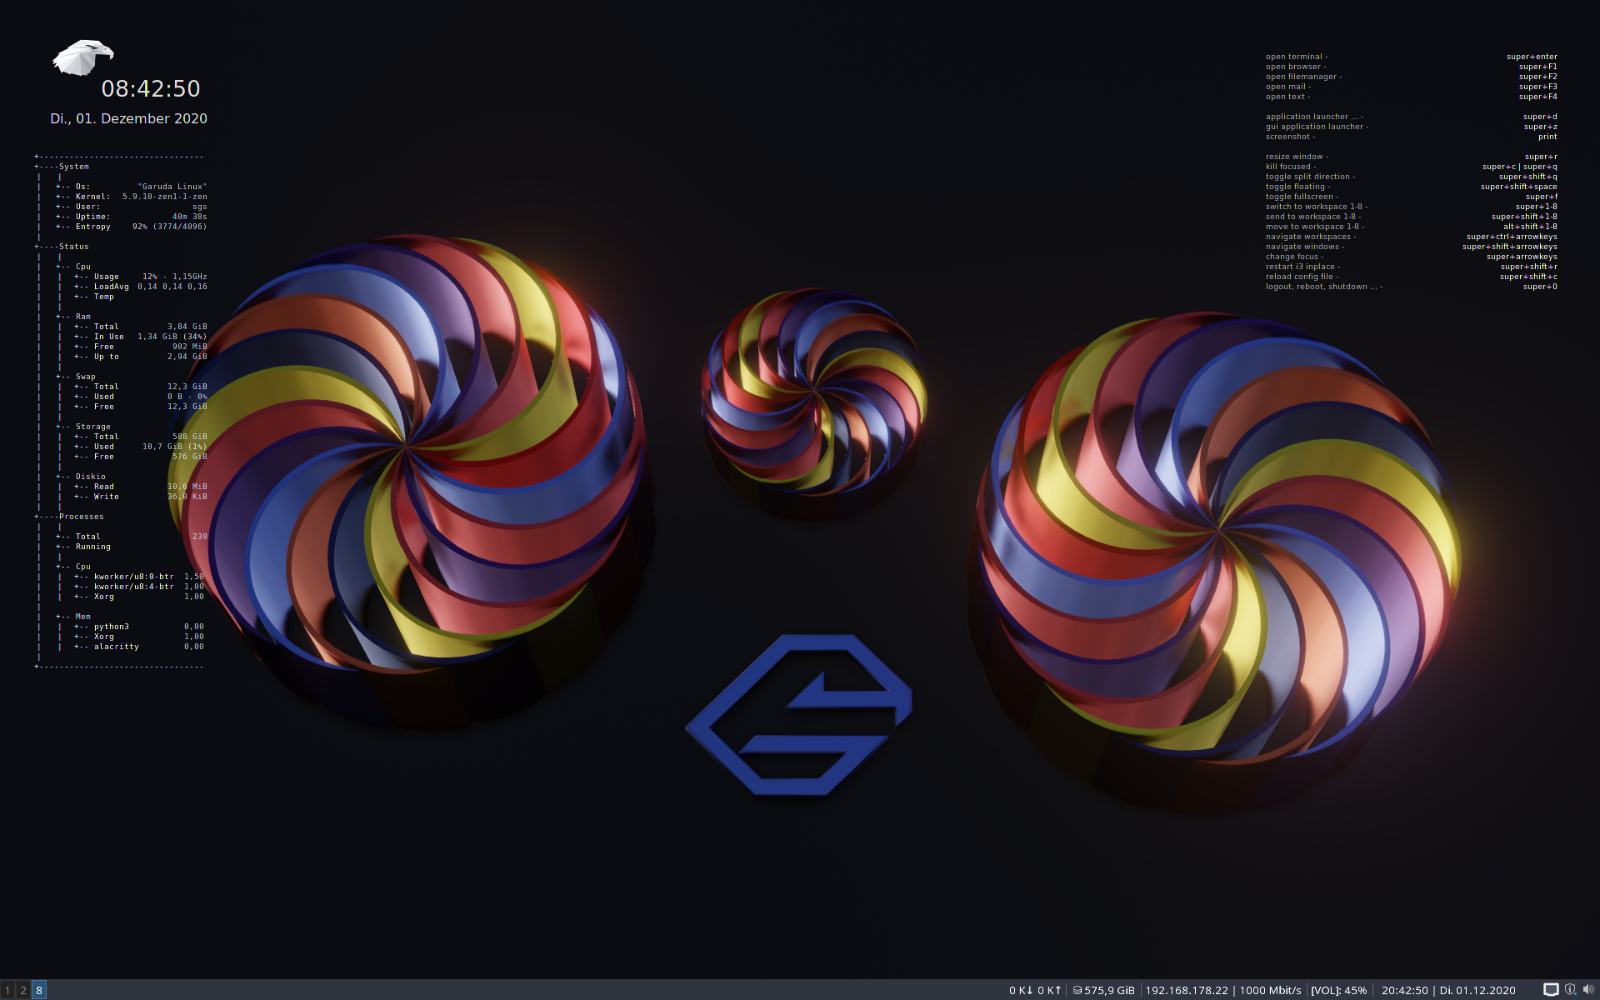 08:42:50
Di., 01. Dezember 2020
+--------------------------------
+----System
+-- Os: "Garuda Linux"
+-- Kernel: 5.9.10-zen1-1-zen
+-- User: sgs
+-- Uptime: 40m 38s
+-- Entropy 92% (3774/4096)
+----Status
+-- Cpu
+-- Usage 12% - 1,15GHz
+-- LoadAvg 0,14 0,14 0,16
+-- Temp
+-- Ram
+-- Total 3,84 GiB
+-- In Use 1,34 GiB (34%)
+-- Free 902 MiB
+-- Up to 2,94 GiB
+-- Swap
+-- Total 12,3 GiB
+-- Used 0 B - 0%
+-- Free 12,3 GiB
+-- Storage
+-- Total 588 GiB
+-- Used 10,7 GiB (1%)
+-- Free 576 GiB
+-- Diskio
+-- Read 10,6 MiB
+-- Write 36,0 KiB
+----Processes
+-- Total 239
+-- Running
+-- Cpu
+-- kworker/u8:0-btr 1,50
+-- kworker/u8:4-btr 1,00
+-- Xorg 1,00
+-- Mem
+-- python3 0,00
+-- Xorg 1,00
+-- alacritty 0,00
+--------------------------------
open terminal - super+enter
open browser - super+F1
open filemanager - super+F2
open mail - super+F3
open text - super+F4
application launcher ... - super+d
gui application launcher - super+z
screenshot - print
resize window - super+r
kill focused - super+c | super+q
toggle split direction - super+shift+q
toggle floating - super+shift+space
toggle fullscreen - super+f
switch to workspace 1-8 - super+1-8
send to workspace 1-8 - super+shift+1-8
move to workspace 1-8 - alt+shift+1-8
navigate workspaces - super+ctrl+arrowkeys
navigate windows - super+shift+arrowkeys
change focus - super+arrowkeys
restart i3 inplace - super+shift+r
reload config file - super+shift+c
logout, reboot, shutdown ... - super+0
1 2 8 0 K↓ 0 K↑ 575,9 GiB 192.168.178.22 | 1000 Mbit/s [VOL]: 45% 20:42:50 | Di. 01.12.2020